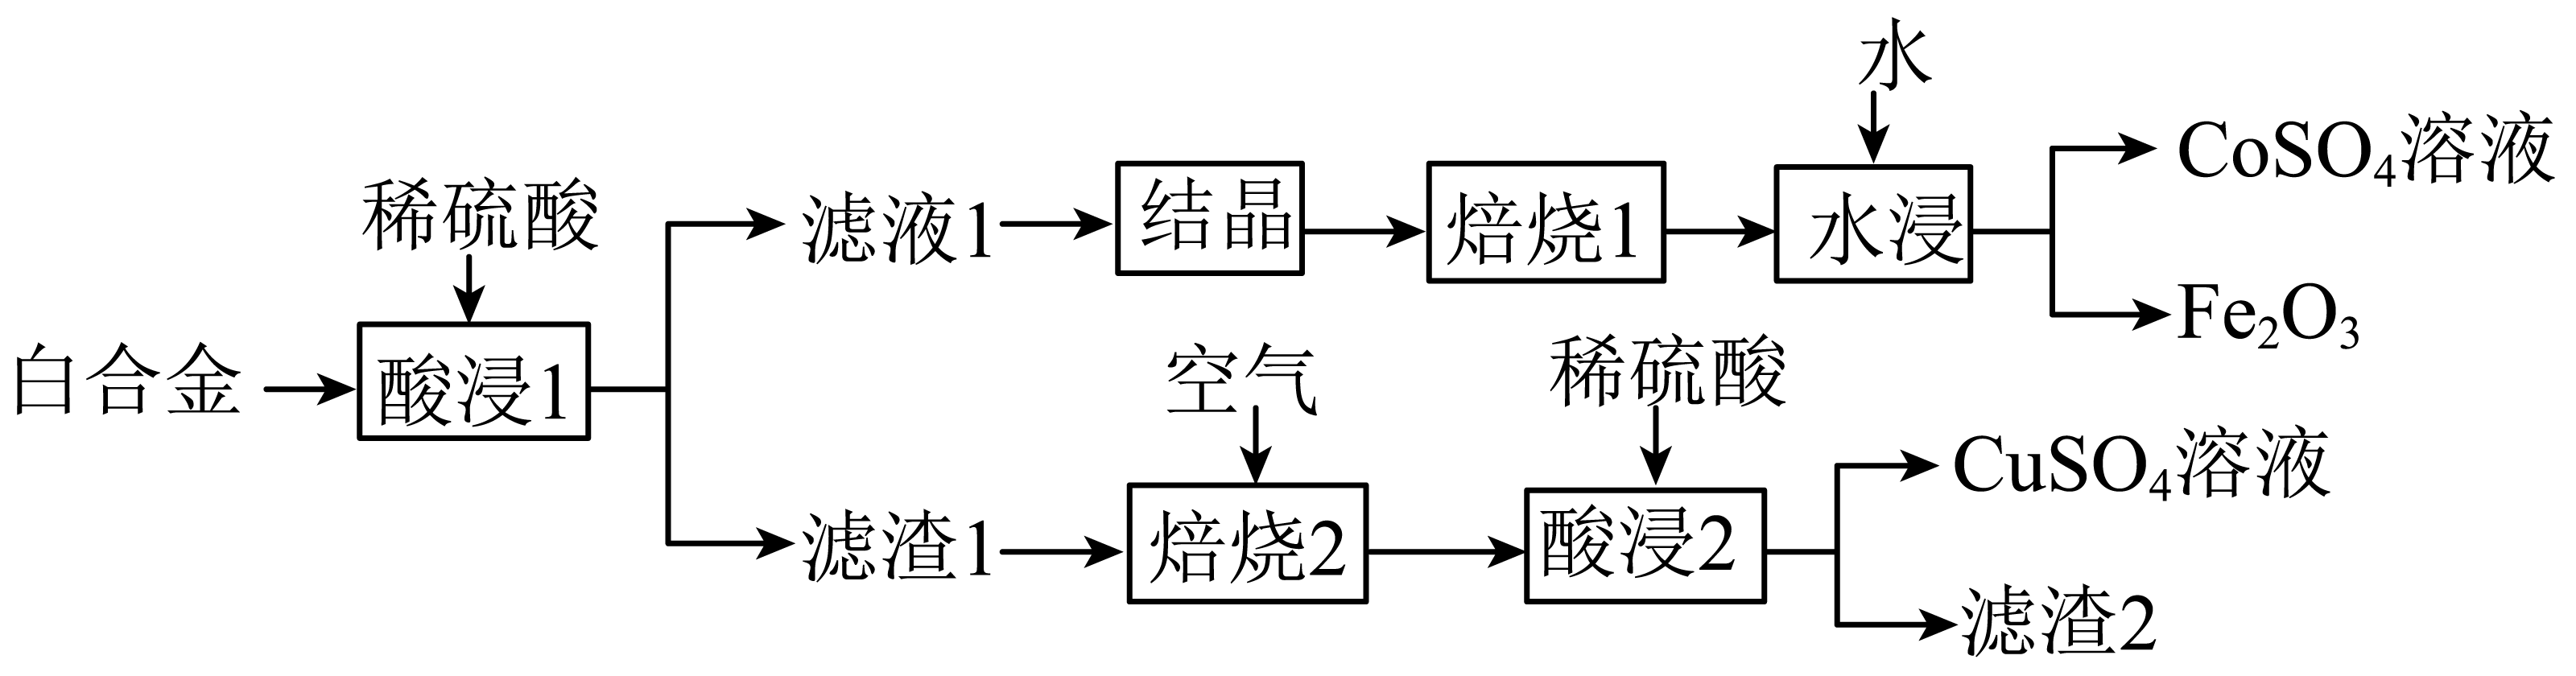 水
CoSO₄溶液
稀硫酸
滤液1
结晶
焙烧1
水浸
Fe₂O₃
白合金
酸浸1
空气
稀硫酸
CuSO₄溶液
滤渣1
焙烧2
酸浸2
滤渣2